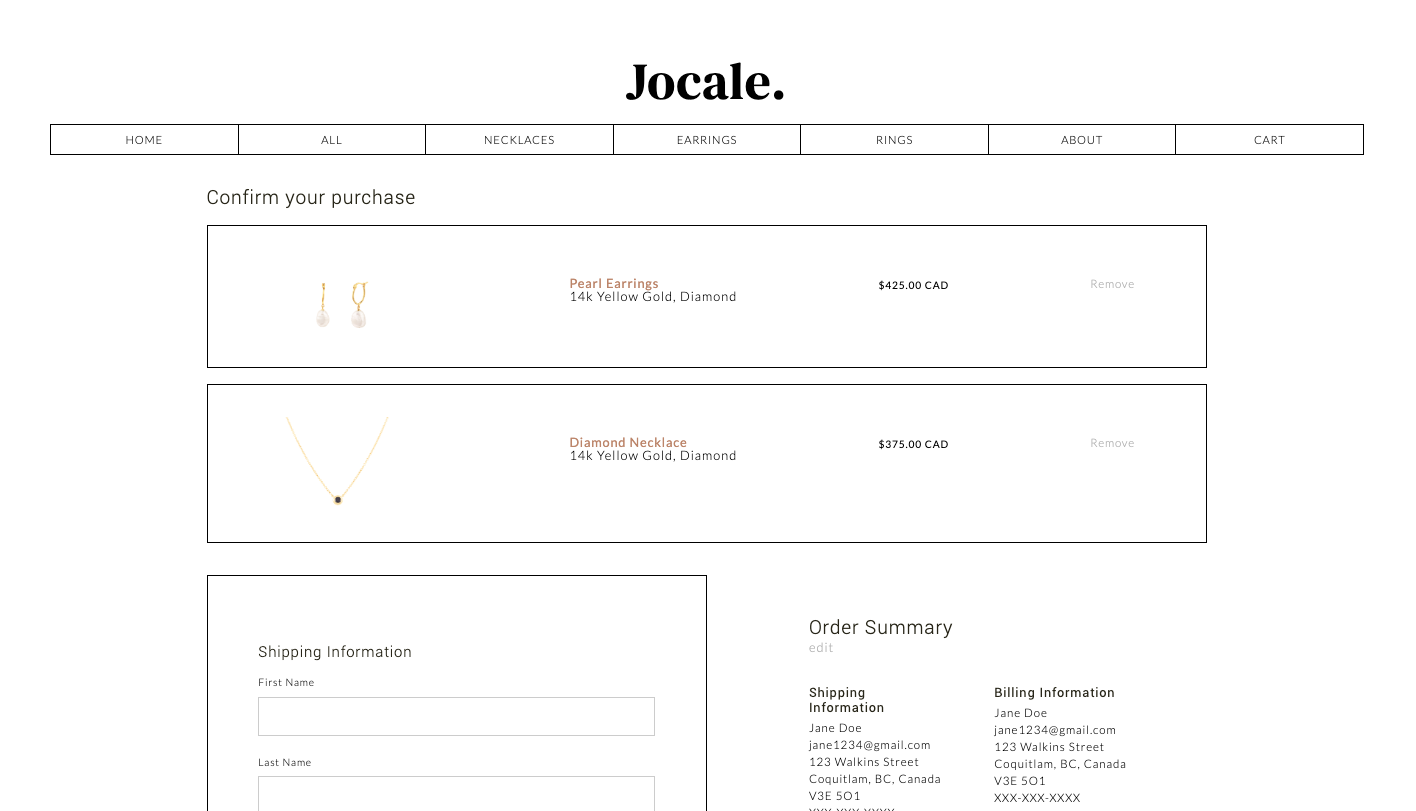 Jocale.
HOME ALL NECKLACES EARRINGS RINGS ABOUT CART
Confirm your purchase
Pearl Earrings
14k Yellow Gold, Diamond
$425.00 CAD
Remove
Diamond Necklace
14k Yellow Gold, Diamond
$375.00 CAD
Remove
Shipping Information
First Name
Last Name
Order Summary
edit
Shipping
Information
Jane Doe
jane1234@gmail.com
123 Walkins Street
Coquitlam, BC, Canada
V3E 5O1
XXX-XXX-XXXX
Billing Information
Jane Doe
jane1234@gmail.com
123 Walkins Street
Coquitlam, BC, Canada
V3E 5O1
XXX-XXX-XXXX